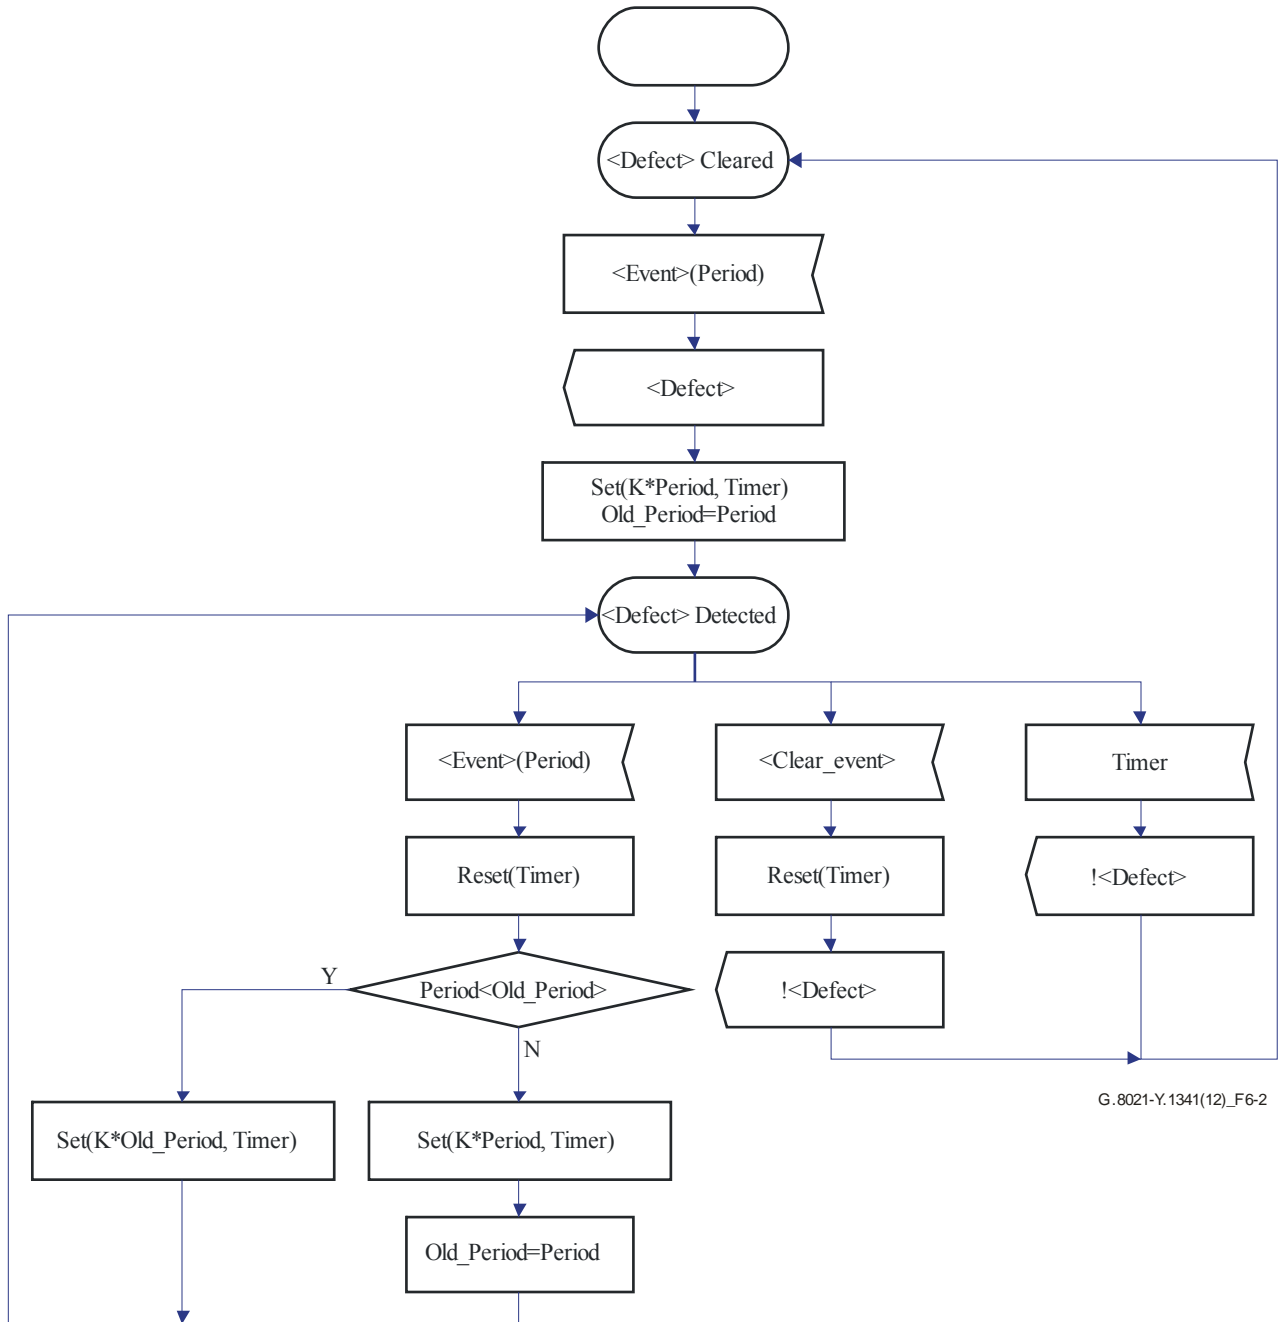 <Defect> Cleared
<Event>(Period)
<Defect>
Set(K*Period, Timer)
Old_Period=Period
<Defect> Detected
<Event>(Period)
<Clear_event>
Timer
Reset(Timer)
Reset(Timer)
!<Defect>
Y
Period<Old_Period>
!<Defect>
N
G.8021-Y.1341(12)_F6-2
Set(K*Old_Period, Timer)
Set(K*Period, Timer)
Old_Period=Period